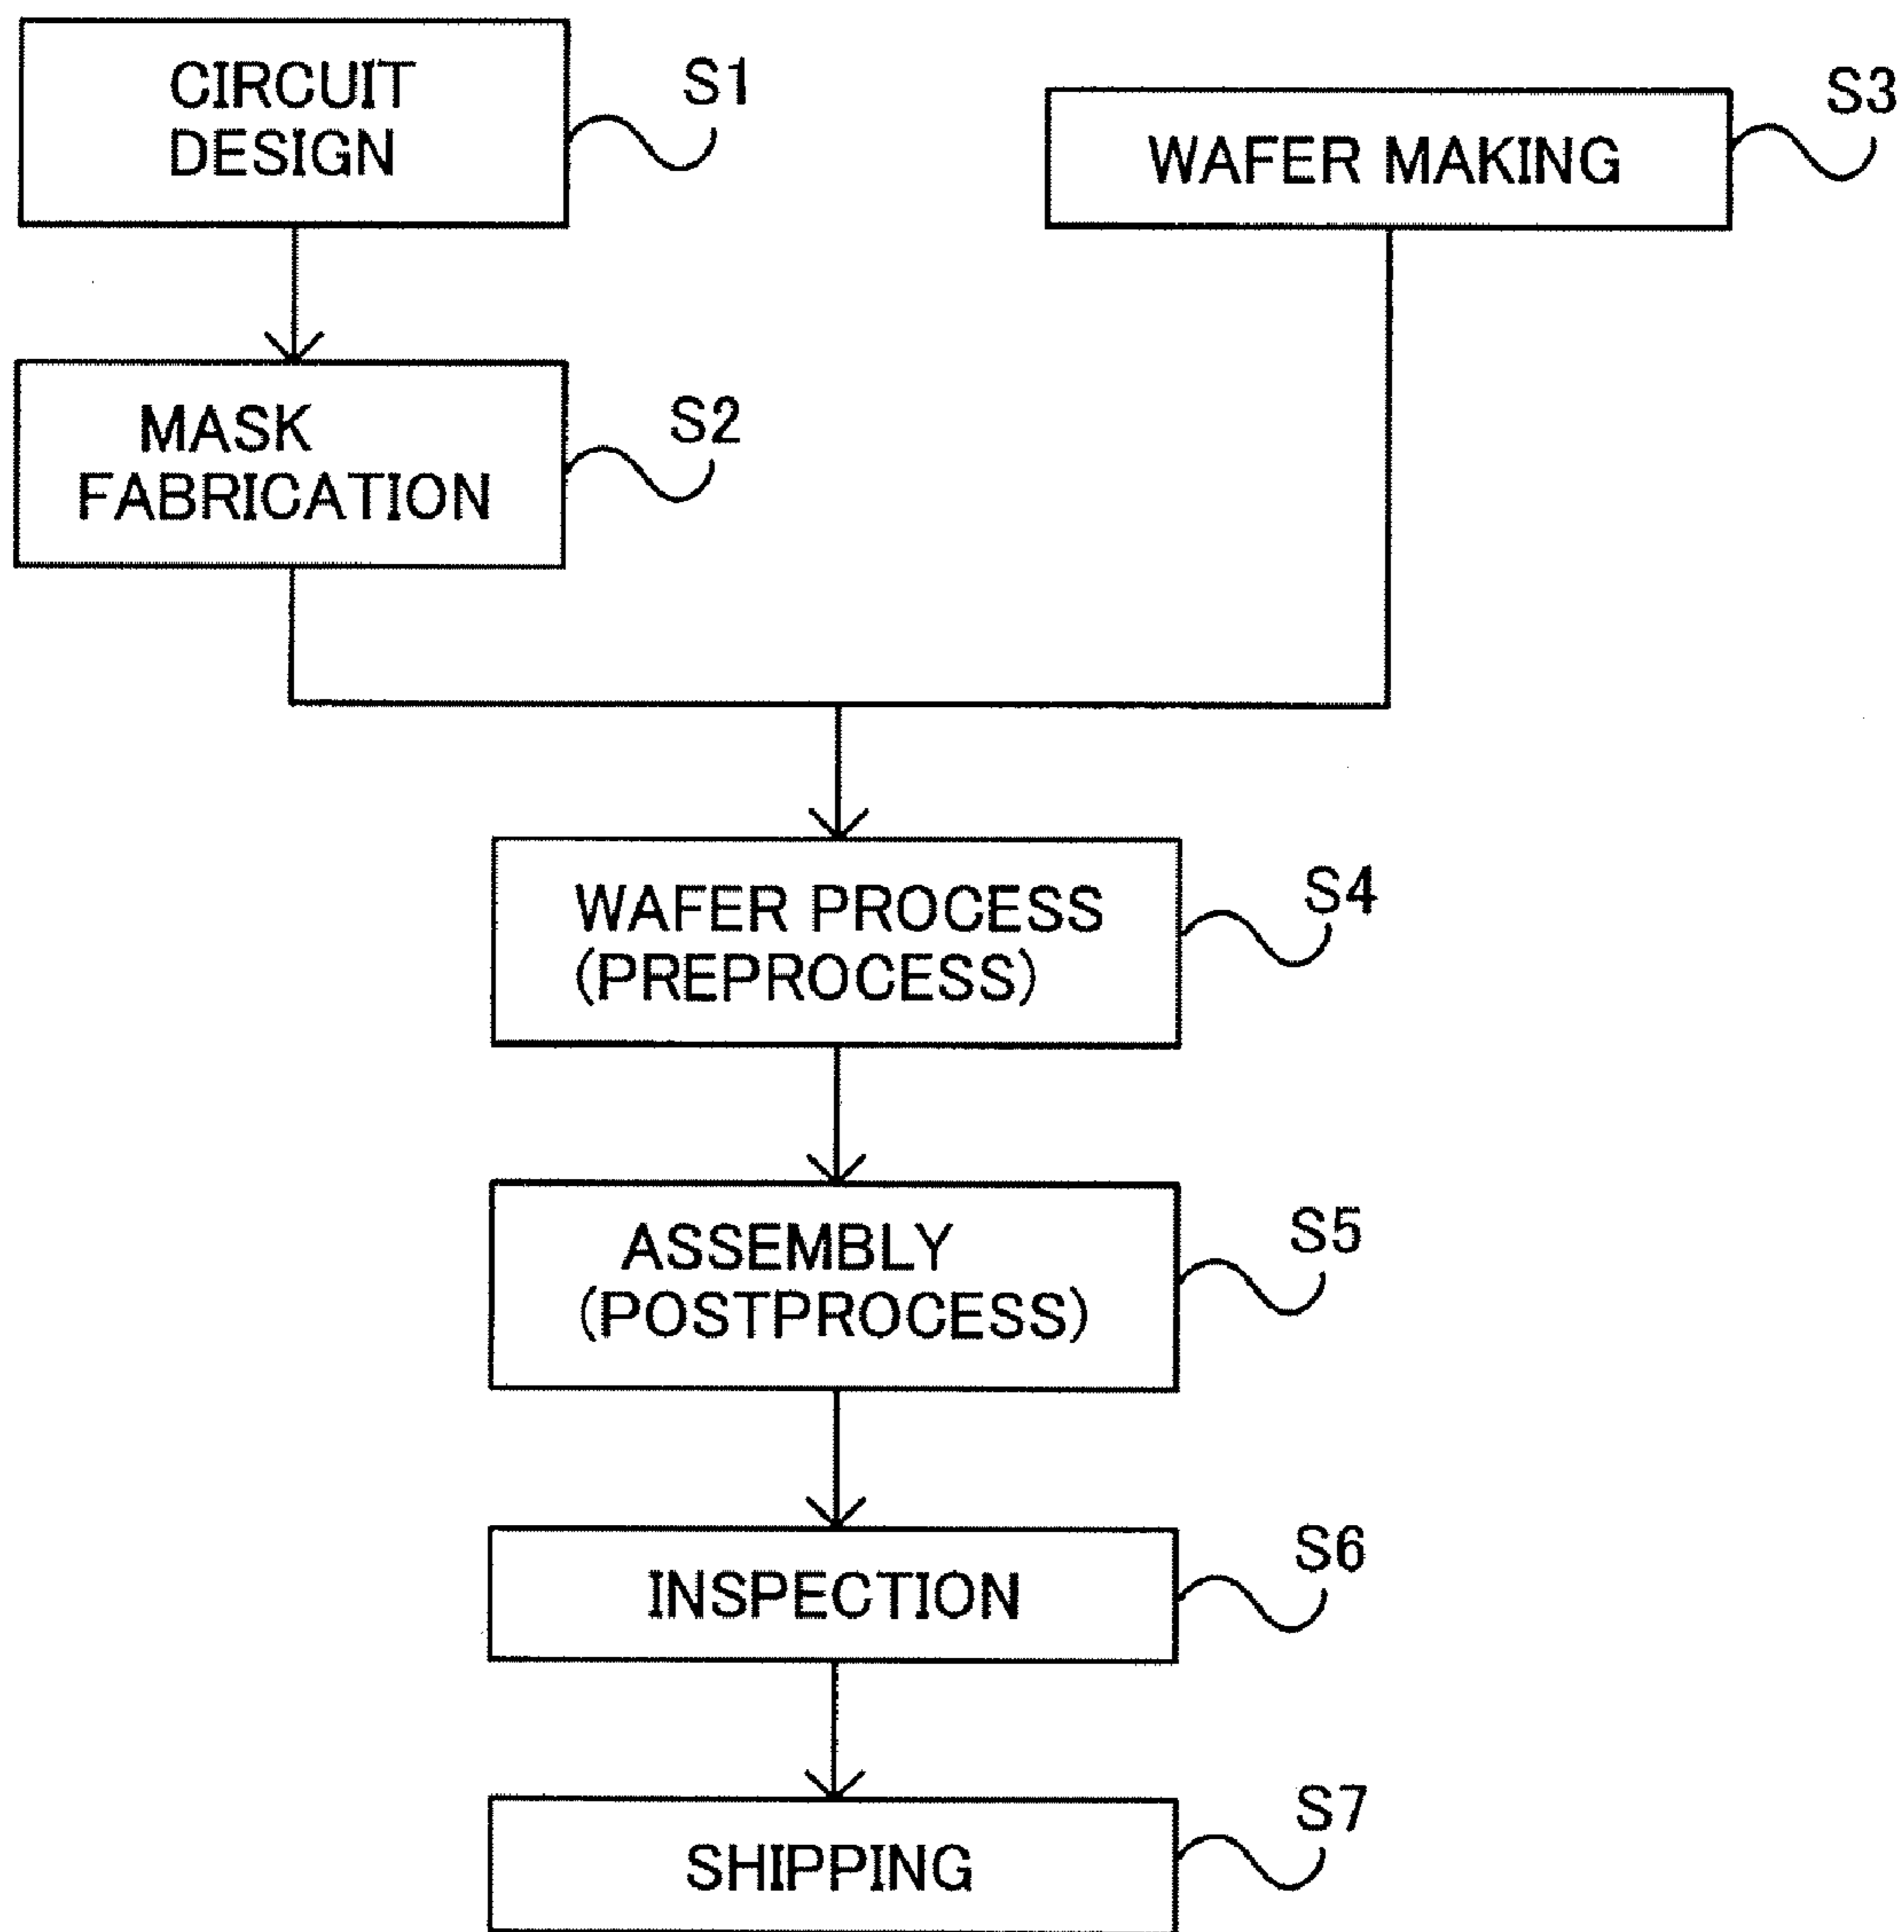 CIRCUIT
DESIGN
S1
WAFER MAKING
S3
MASK
FABRICATION
S2
WAFER PROCESS
(PREPROCESS)
S4
ASSEMBLY
(POSTPROCESS)
S5
INSPECTION
S6
SHIPPING
S7